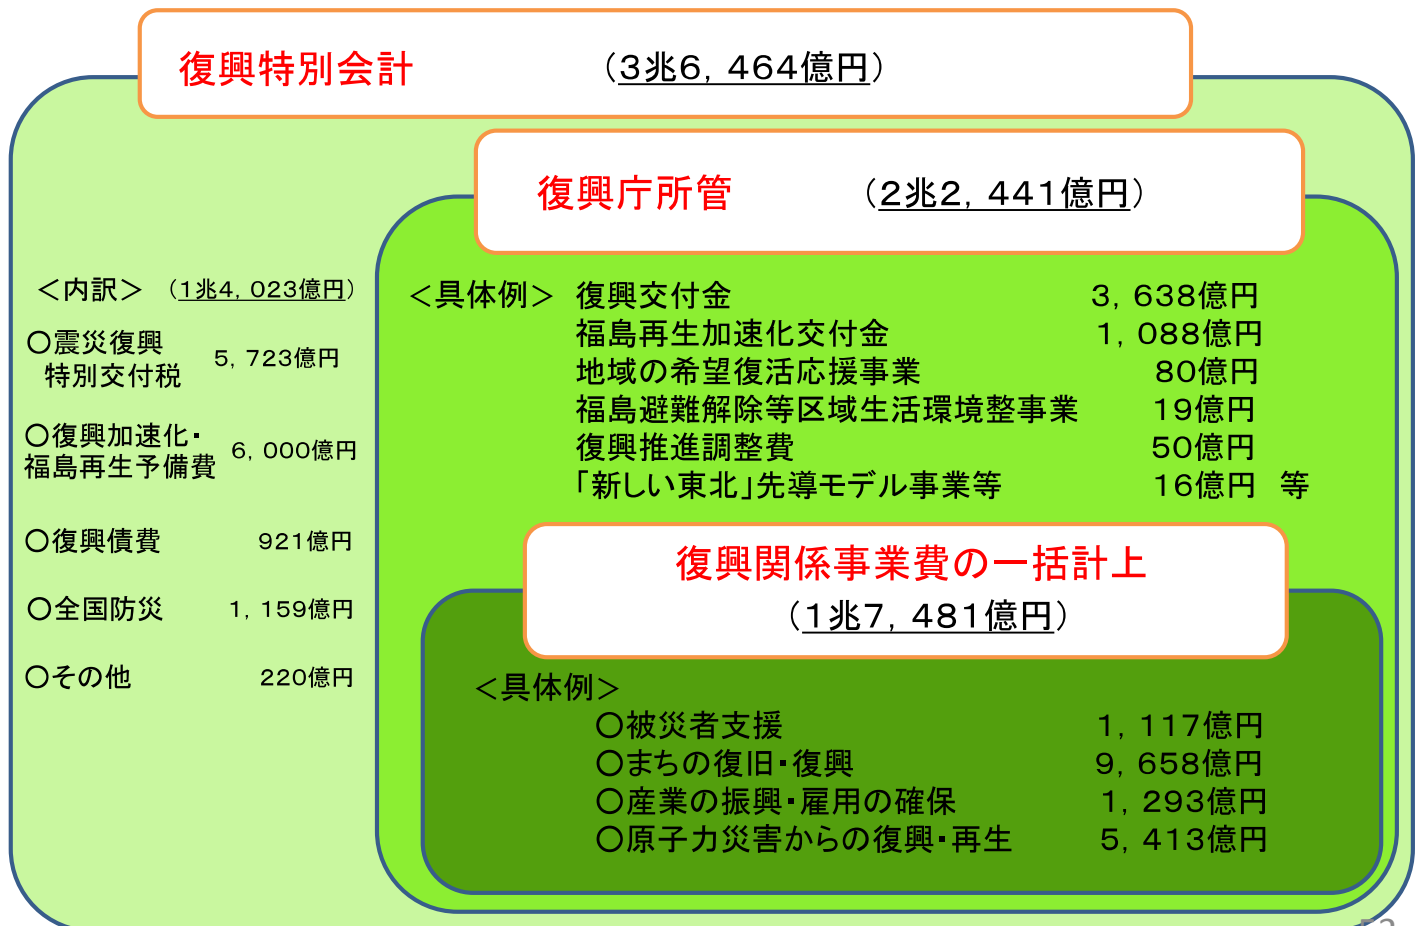 復興特別会計 （３兆６，４６４億円）
復興庁所管 （２兆２，４４１億円）
＜内訳＞ （１兆４，０２３億円）
〇震災復興
特別交付税 ５，７２３億円
〇復興加速化・
福島再生予備費 ６，０００億円
〇復興債費 ９２１億円
〇全国防災 １，１５９億円
〇その他 ２２０億円
＜具体例＞ 復興交付金 ３，６３８億円
福島再生加速化交付金 １，０８８億円
地域の希望復活応援事業 ８０億円
福島避難解除等区域生活環境整事業 １９億円
復興推進調整費 ５０億円
「新しい東北」先導モデル事業等 １６億円 等
復興関係事業費の一括計上
（１兆７，４８１億円）
＜具体例＞
〇被災者支援 １，１１７億円
〇まちの復旧・復興 ９，６５８億円
〇産業の振興・雇用の確保 １，２９３億円
〇原子力災害からの復興・再生 ５，４１３億円